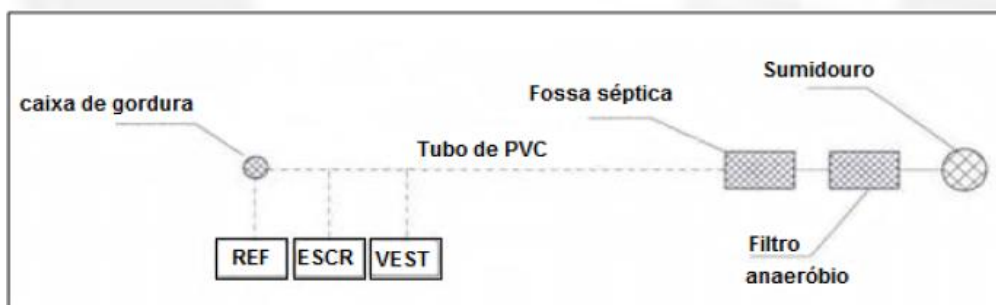 Sumidouro
Fossa séptica
caixa de gordura
Tubo de PVC
REF ESCR VEST
Filtro
anaeróbio